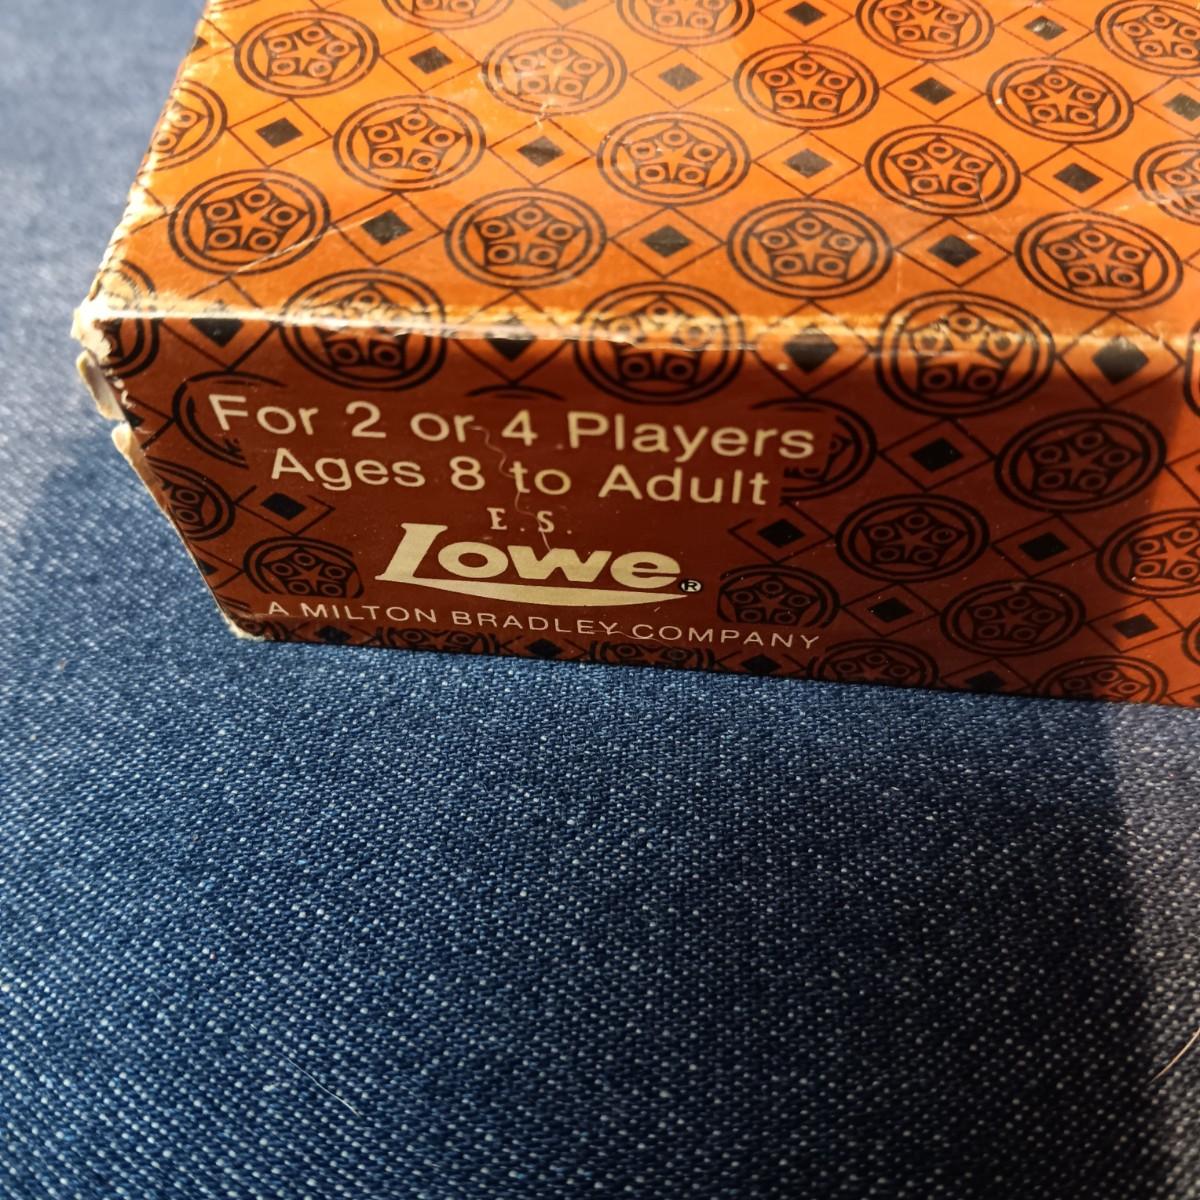 For 2 or 4 Players
Ages 8 to Adult
E. S.
Lowe®
A MILTON BRADLEY COMPANY